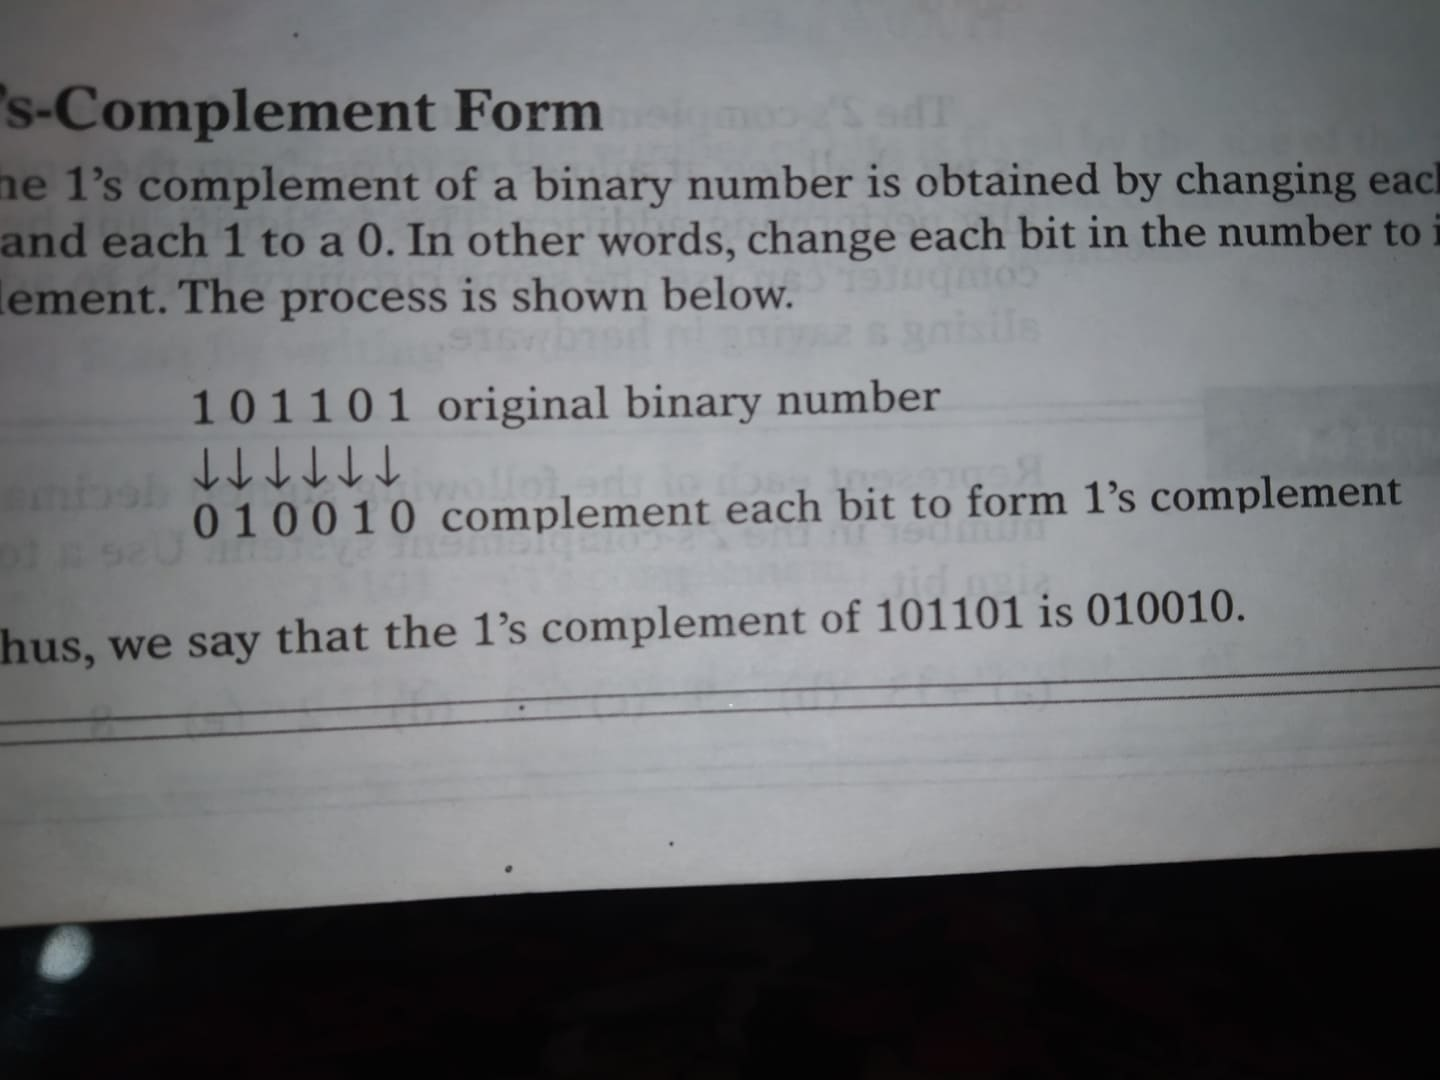 's-Complement Form
he 1's complement of a binary number is obtained by changing each
and each 1 to a 0. In other words, change each bit in the number to i
lement. The process is shown below.
1 0 1 1 0 1 original binary number
↓ ↓ ↓ ↓ ↓ ↓
0 1 0 0 1 0 complement each bit to form 1's complement
hus, we say that the 1's complement of 101101 is 010010.